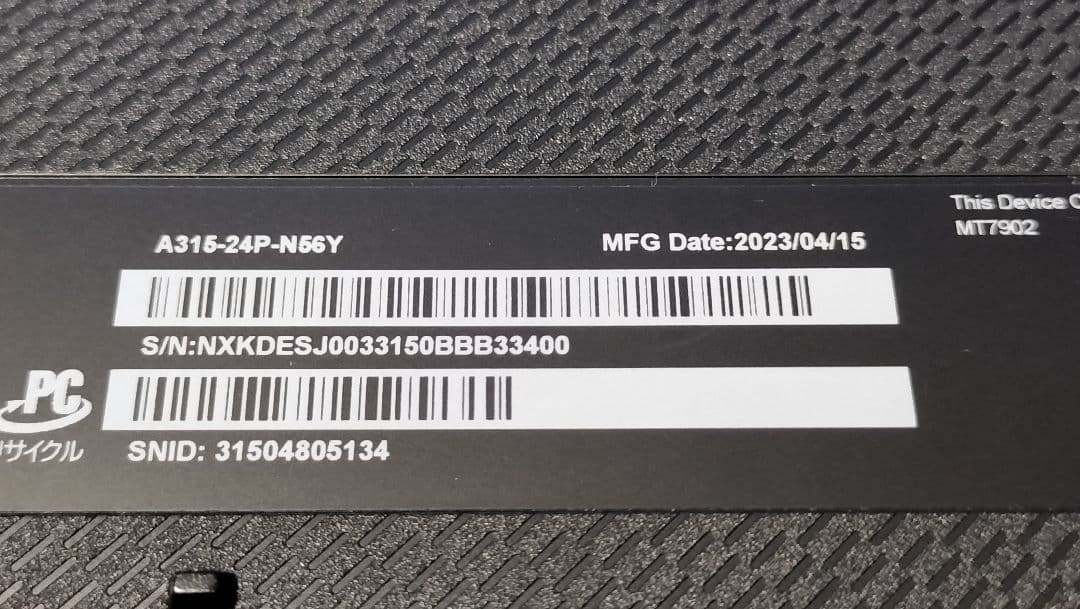 This Device C
A315-24P-N56Y MFG Date:2023/04/15
MT7902
S/N:NXKDESJ0033150BBB33400
PC
リサイクル
SNID: 31504805134